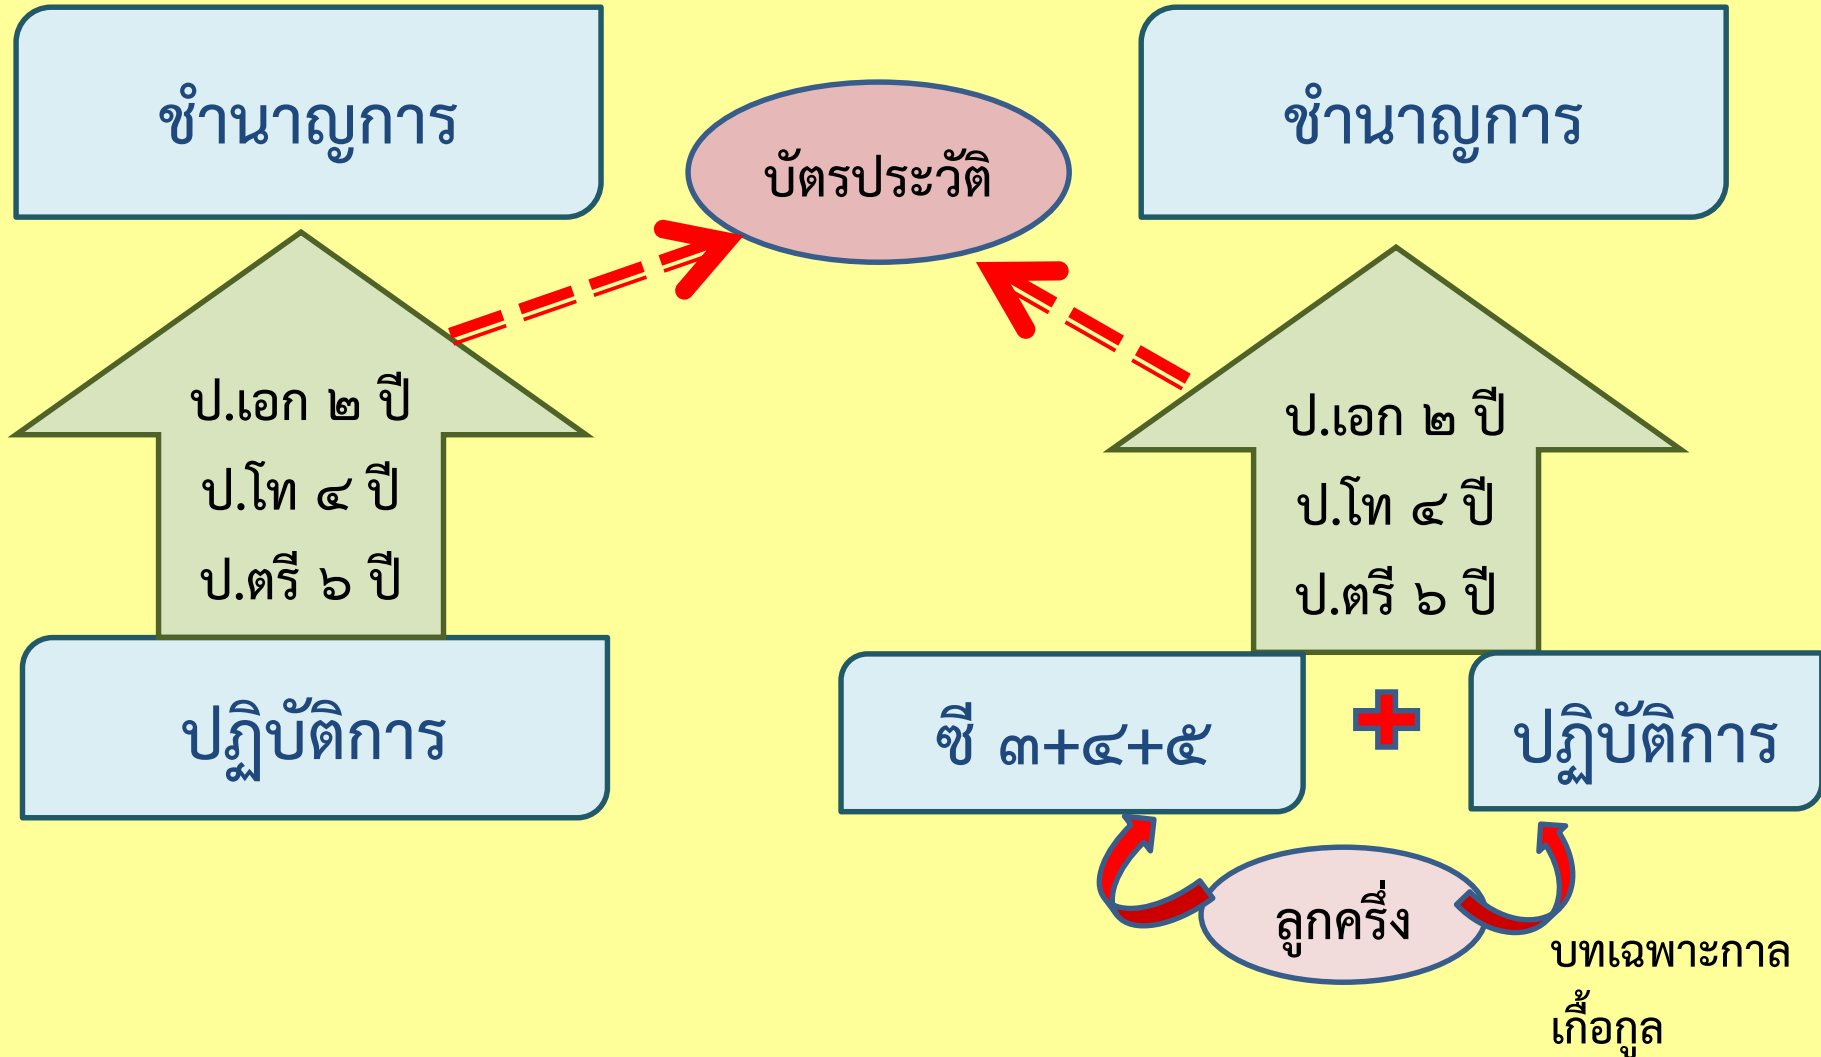 ชำนาญการ
บัตรประวัติ
ชำนาญการ
ป.เอก ๒ ปี
ป.โท ๔ ปี
ป.ตรี ๖ ปี
ป.เอก ๒ ปี
ป.โท ๔ ปี
ป.ตรี ๖ ปี
ปฏิบัติการ
ซี ๓+๔+๕
ปฏิบัติการ
ลูกครึ่ง
บทเฉพาะกาล
เกื้อกูล